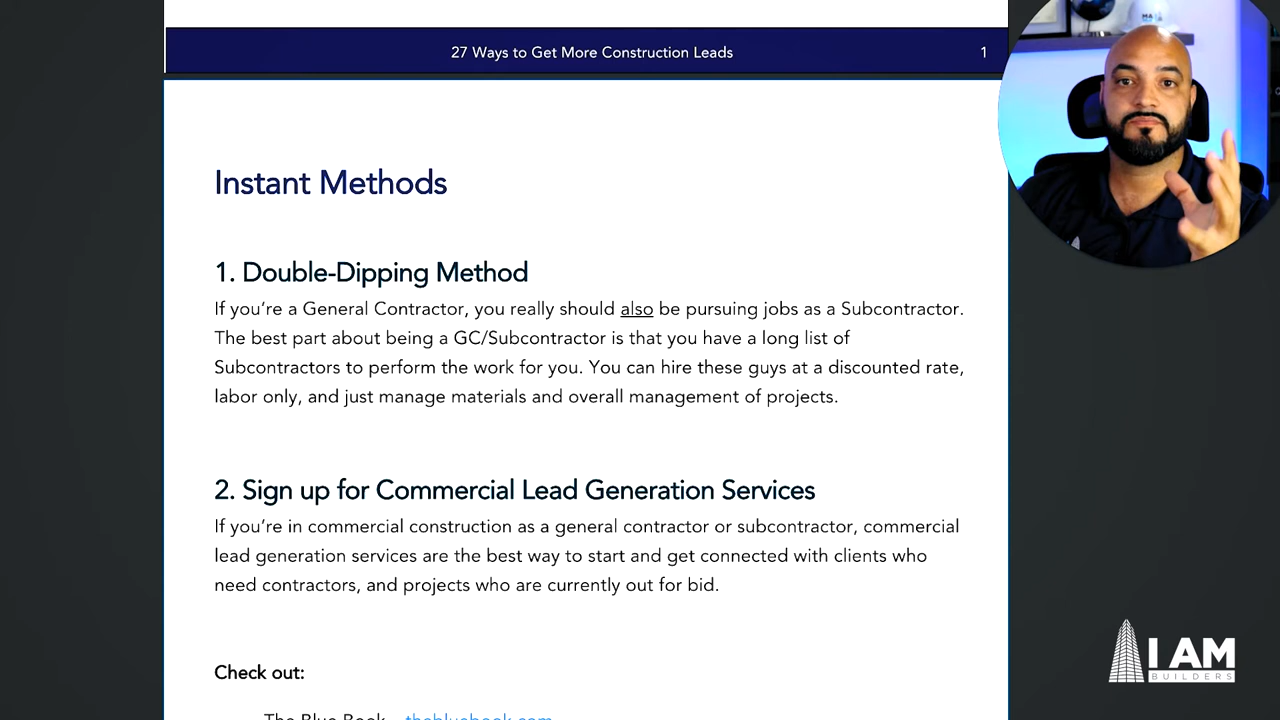 27 Ways to Get More Construction Leads
1
Instant Methods
1. Double-Dipping Method
If you're a General Contractor, you really should also be pursuing jobs as a Subcontractor.
The best part about being a GC/Subcontractor is that you have a long list of
Subcontractors to perform the work for you. You can hire these guys at a discounted rate,
labor only, and just manage materials and overall management of projects.
2. Sign up for Commercial Lead Generation Services
If you're in commercial construction as a general contractor or subcontractor, commercial
lead generation services are the best way to start and get connected with clients who
need contractors, and projects who are currently out for bid.
Check out:
The Blue Book – thebluebook.com
I AM
BUILDERS